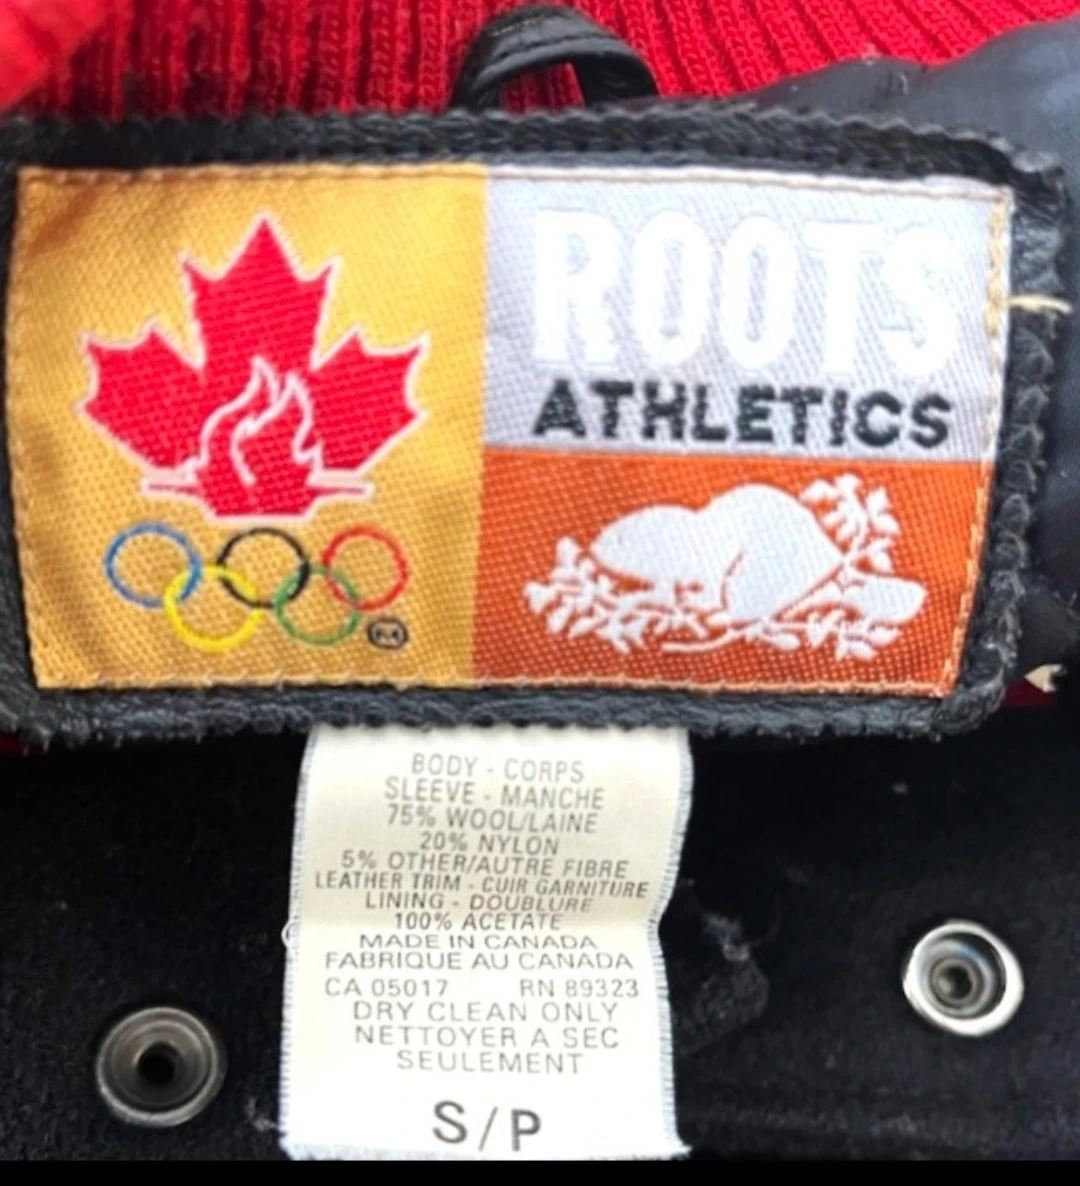 ROOTS
ATHLETICS
BODY - CORPS
SLEEVE - MANCHE
75% WOOL/LAINE
20% NYLON
5% OTHER/AUTRE FIBRE
LEATHER TRIM - CUIR GARNITURE
LINING - DOUBLURE
100% ACETATE
MADE IN CANADA
FABRIQUE AU CANADA
CA 05017 RN 89323
DRY CLEAN ONLY
NETTOYER A SEC
SEULEMENT
S/P